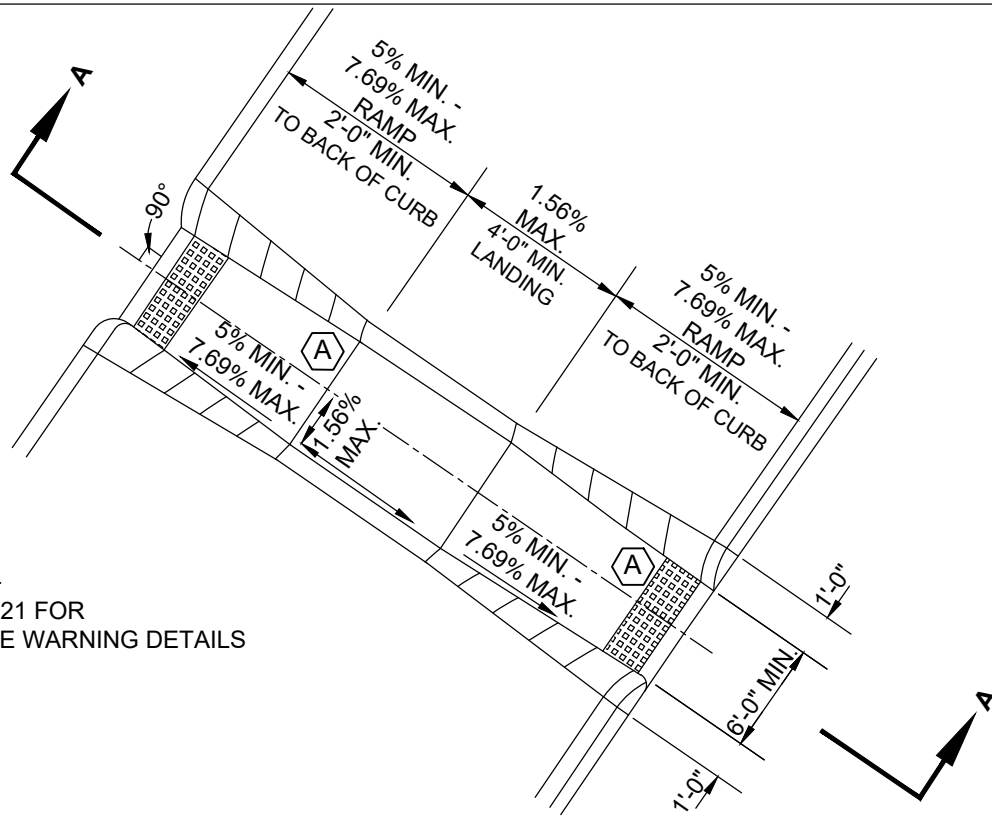 A
5% MIN. -
7.69% MAX.
RAMP
2'-0" MIN.
TO BACK OF CURB
1.56%
MAX.
4'-0" MIN.
LANDING
5% MIN. -
7.69% MAX.
RAMP
2'-0" MIN.
TO BACK OF CURB
90°
A
5% MIN. -
7.69% MAX.
1.56%
MAX.
5% MIN. -
7.69% MAX.
A
1'-0"
6'-0" MIN.
1'-0"
A
21 FOR
E WARNING DETAILS